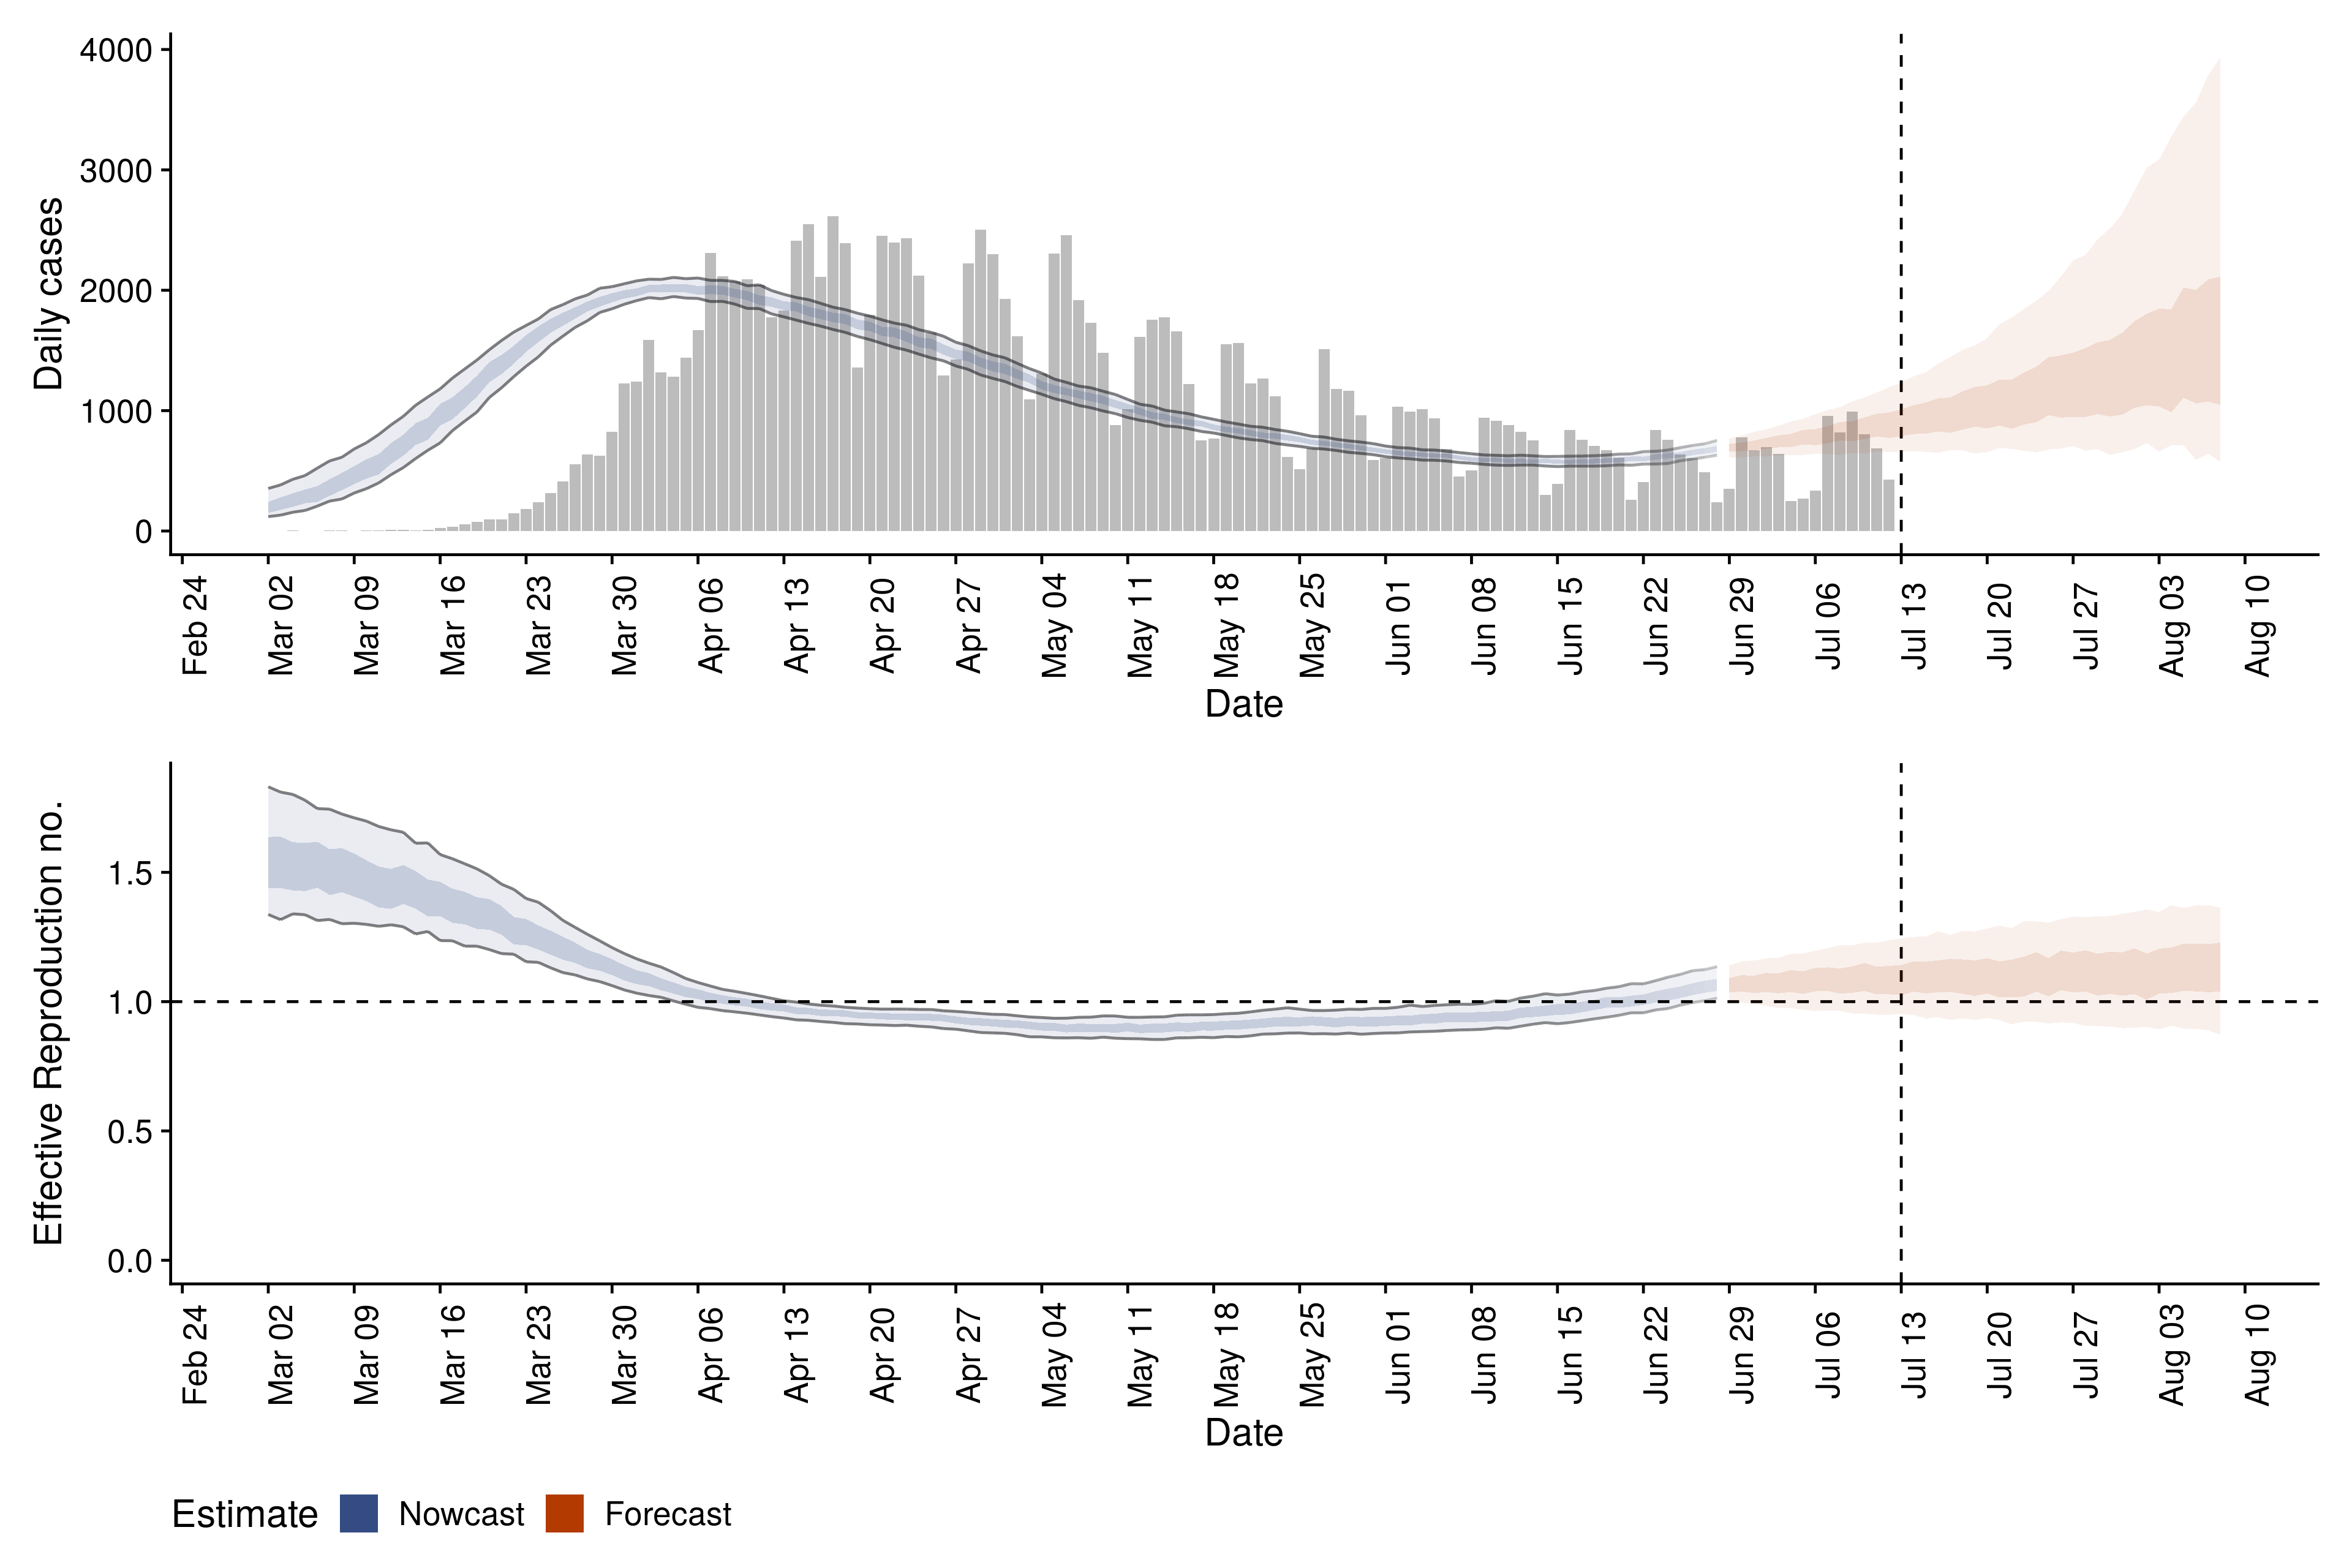 4000
3000
2000
1000
0
Daily cases
Feb 24
Mar 02
Mar 09
Mar 16
Mar 23
Mar 30
Apr 06
Apr 13
Apr 20
Apr 27
May 04
May 11
May 18
May 25
Jun 01
Jun 08
Jun 15
Jun 22
Jun 29
Jul 06
Jul 13
Jul 20
Jul 27
Aug 03
Aug 10
Date
1.5
1.0
0.5
0.0
Effective Reproduction no.
Feb 24
Mar 02
Mar 09
Mar 16
Mar 23
Mar 30
Apr 06
Apr 13
Apr 20
Apr 27
May 04
May 11
May 18
May 25
Jun 01
Jun 08
Jun 15
Jun 22
Jun 29
Jul 06
Jul 13
Jul 20
Jul 27
Aug 03
Aug 10
Date
Estimate Nowcast Forecast